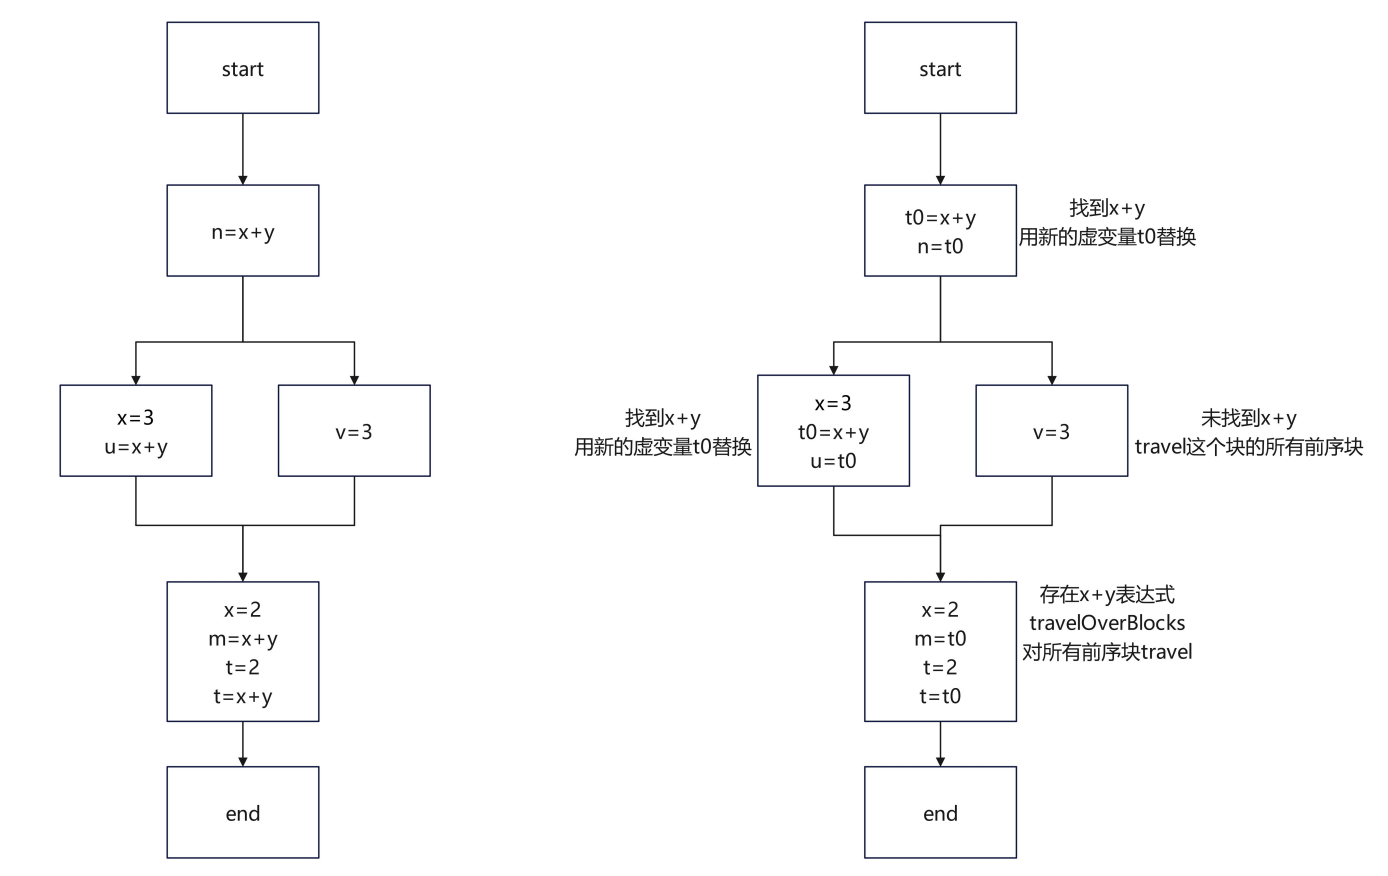 start
n=x+y
x=3
u=x+y
v=3
x=2
m=x+y
t=2
t=x+y
end
start
t0=x+y
n=t0
找到x+y
用新的虚变量t0替换
找到x+y
用新的虚变量t0替换
x=3
t0=x+y
u=t0
v=3
未找到x+y
travel这个块的所有前序块
x=2
m=t0
t=2
t=t0
存在x+y表达式
travelOverBlocks
对所有前序块travel
end